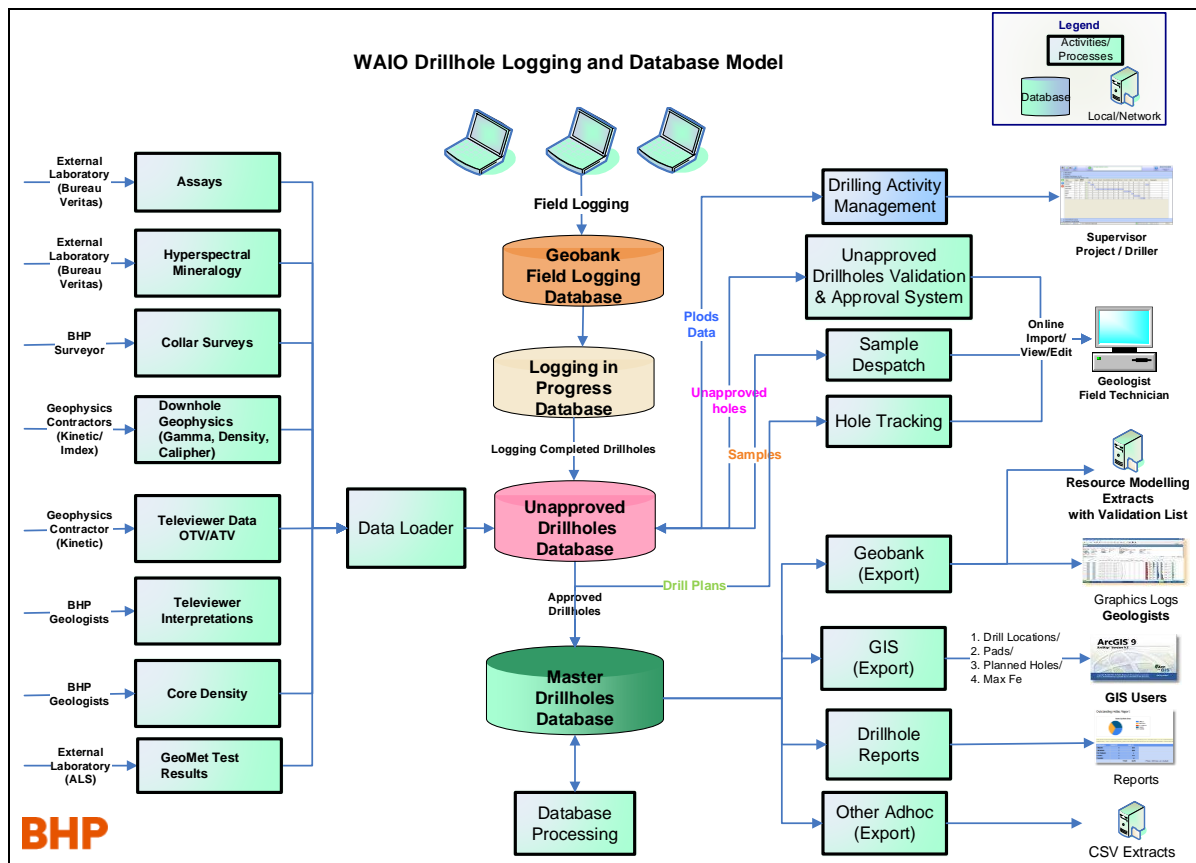 WAIO Drillhole Logging and Database Model
Legend
Activities/
Processes
Database
Local/Network
External
Laboratory
(Bureau
Veritas)
Assays
External
Laboratory
(Bureau
Veritas)
Hyperspectral
Mineralogy
BHP
Surveyor
Collar Surveys
Geophysics
Contractors
(Kinetic/
Imdex)
Downhole
Geophysics
(Gamma, Density,
Calipher)
Geophysics
Contractor
(Kinetic)
Televiewer Data
OTV/ATV
BHP
Geologists
Televiewer
Interpretations
BHP
Geologists
Core Density
External
Laboratory
(ALS)
GeoMet Test
Results
Data Loader
Field Logging
Geobank
Field Logging
Database
Logging in
Progress
Database
Logging Completed Drillholes
Unapproved
Drillholes
Database
Approved
Drillholes
Master
Drillholes
Database
Database
Processing
Plods
Data
Unapproved
holes
Samples
Drill Plans
Drilling Activity
Management
Supervisor
Project / Driller
Unapproved
Drillholes Validation
& Approval System
Sample
Despatch
Hole Tracking
Online
Import/
View/Edit
Geologist
Field Technician
Geobank
(Export)
Resource Modelling
Extracts
with Validation List
Graphics Logs
Geologists
GIS
(Export)
1. Drill Locations/
2. Pads/
3. Planned Holes/
4. Max Fe
ArcGIS 9
GIS Users
Drillhole
Reports
Reports
Other Adhoc
(Export)
CSV Extracts
BHP